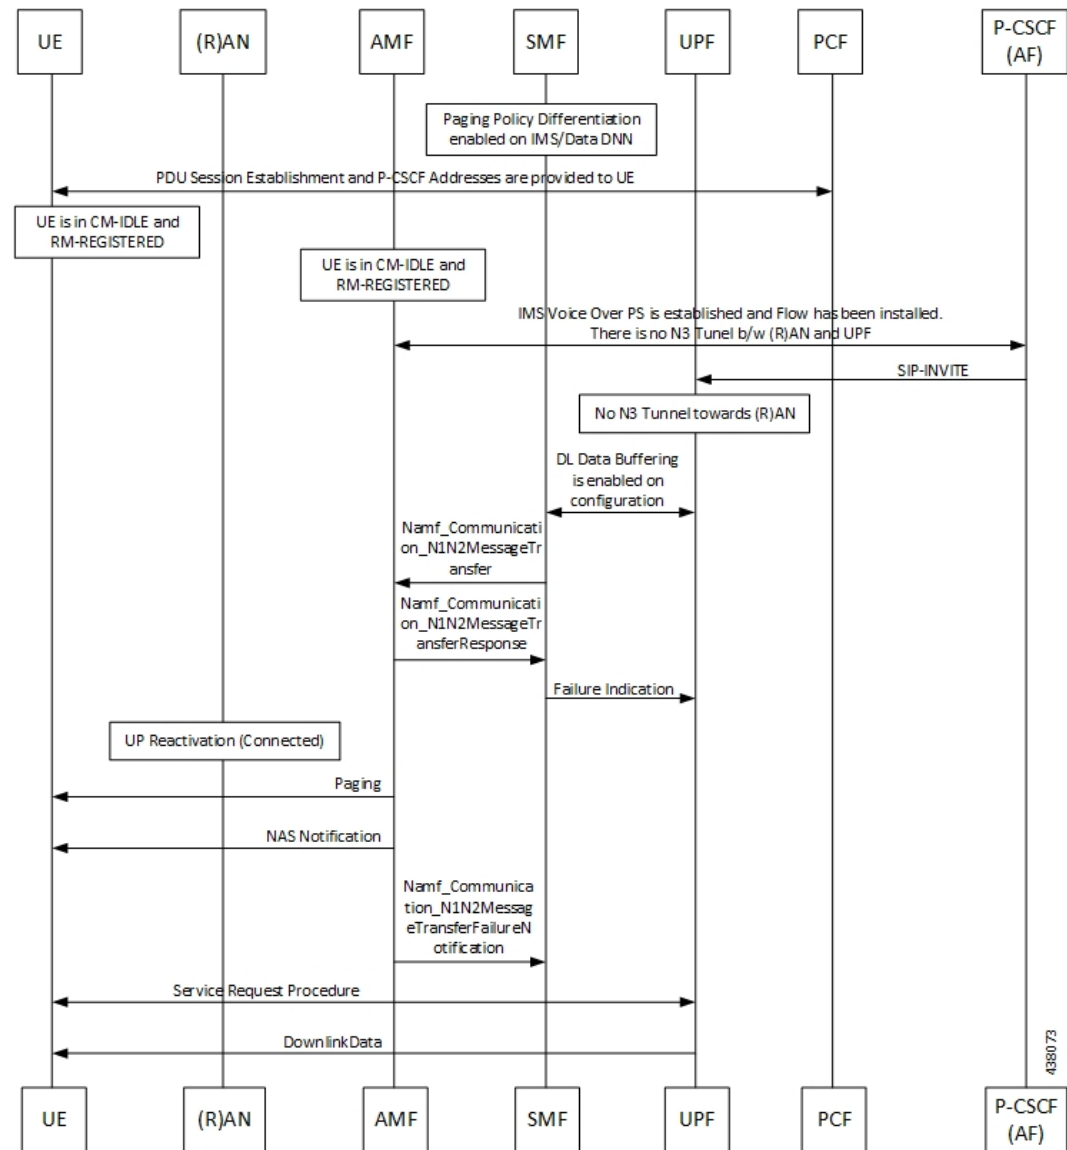 UE
(R)AN
AMF
SMF
UPF
PCF
P-CSCF
(AF)
Paging Policy Differentiation
enabled on IMS/Data DNN
PDU Session Establishment and P-CSCF Addresses are provided to UE
UE is in CM-IDLE and
RM-REGISTERED
UE is in CM-IDLE and
RM-REGISTERED
IMS Voice Over PS is established and Flow has been installed.
There is no N3 Tunel b/w (R)AN and UPF
SIP-INVITE
No N3 Tunnel towards (R)AN
DL Data Buffering
is enabled on
configuration
Namf_Communicati
on_N1N2MessageTr
ansfer
Namf_Communicati
on_N1N2MessageTr
ansferResponse
Failure Indication
UP Reactivation (Connected)
Paging
NAS Notification
Namf_Communica
tion_N1N2Messag
eTransferFailureN
otification
Service Request Procedure
DownlinkData
438073
UE
(R)AN
AMF
SMF
UPF
PCF
P-CSCF
(AF)